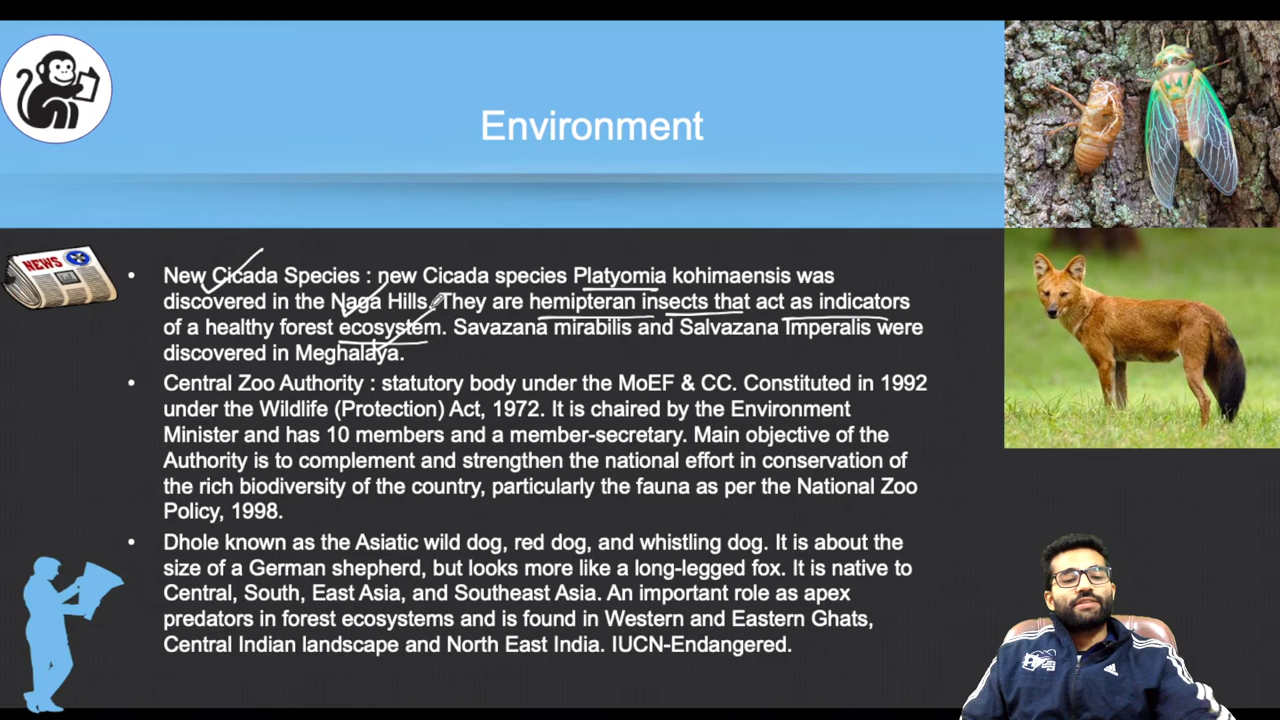 Environment
NEWS
• New Cicada Species : new Cicada species Platyomia kohimaensis was
discovered in the Naga Hills. They are hemipteran insects that act as indicators
of a healthy forest ecosystem. Savazana mirabilis and Salvazana Imperalis were
discovered in Meghalaya.
• Central Zoo Authority : statutory body under the MoEF & CC. Constituted in 1992
under the Wildlife (Protection) Act, 1972. It is chaired by the Environment
Minister and has 10 members and a member-secretary. Main objective of the
Authority is to complement and strengthen the national effort in conservation of
the rich biodiversity of the country, particularly the fauna as per the National Zoo
Policy, 1998.
• Dhole known as the Asiatic wild dog, red dog, and whistling dog. It is about the
size of a German shepherd, but looks more like a long-legged fox. It is native to
Central, South, East Asia, and Southeast Asia. An important role as apex
predators in forest ecosystems and is found in Western and Eastern Ghats,
Central Indian landscape and North East India. IUCN-Endangered.